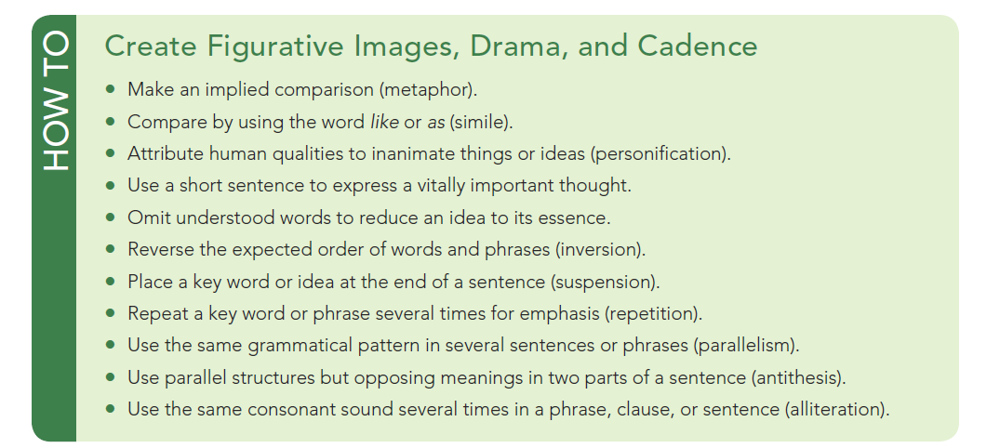 HOW TO
Create Figurative Images, Drama, and Cadence
• Make an implied comparison (metaphor).
• Compare by using the word like or as (simile).
• Attribute human qualities to inanimate things or ideas (personification).
• Use a short sentence to express a vitally important thought.
• Omit understood words to reduce an idea to its essence.
• Reverse the expected order of words and phrases (inversion).
• Place a key word or idea at the end of a sentence (suspension).
• Repeat a key word or phrase several times for emphasis (repetition).
• Use the same grammatical pattern in several sentences or phrases (parallelism).
• Use parallel structures but opposing meanings in two parts of a sentence (antithesis).
• Use the same consonant sound several times in a phrase, clause, or sentence (alliteration).